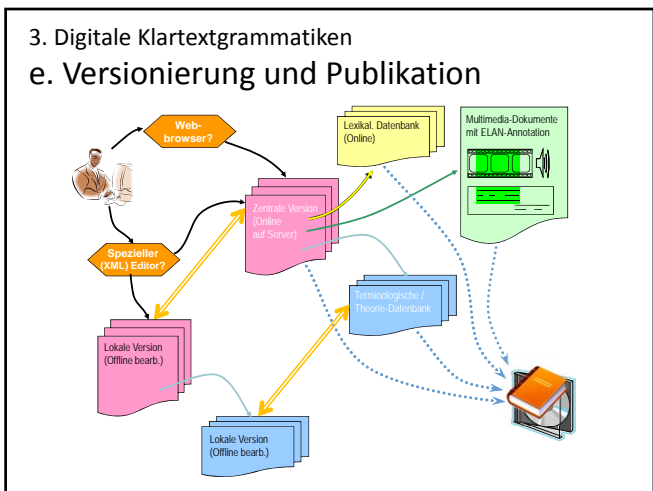 3. Digitale Klartextgrammatiken
e. Versionierung und Publikation
Web-
browser?
Lexikal. Datenbank
(Online)
Multimedia-Dokumente
mit ELAN-Annotation
Zentrale Version
(Online
auf Server)
Spezieller
(XML) Editor?
Terminologische /
Theorie-Datenbank
Lokale Version
(Offline bearb.)
Lokale Version
(Offline bearb.)